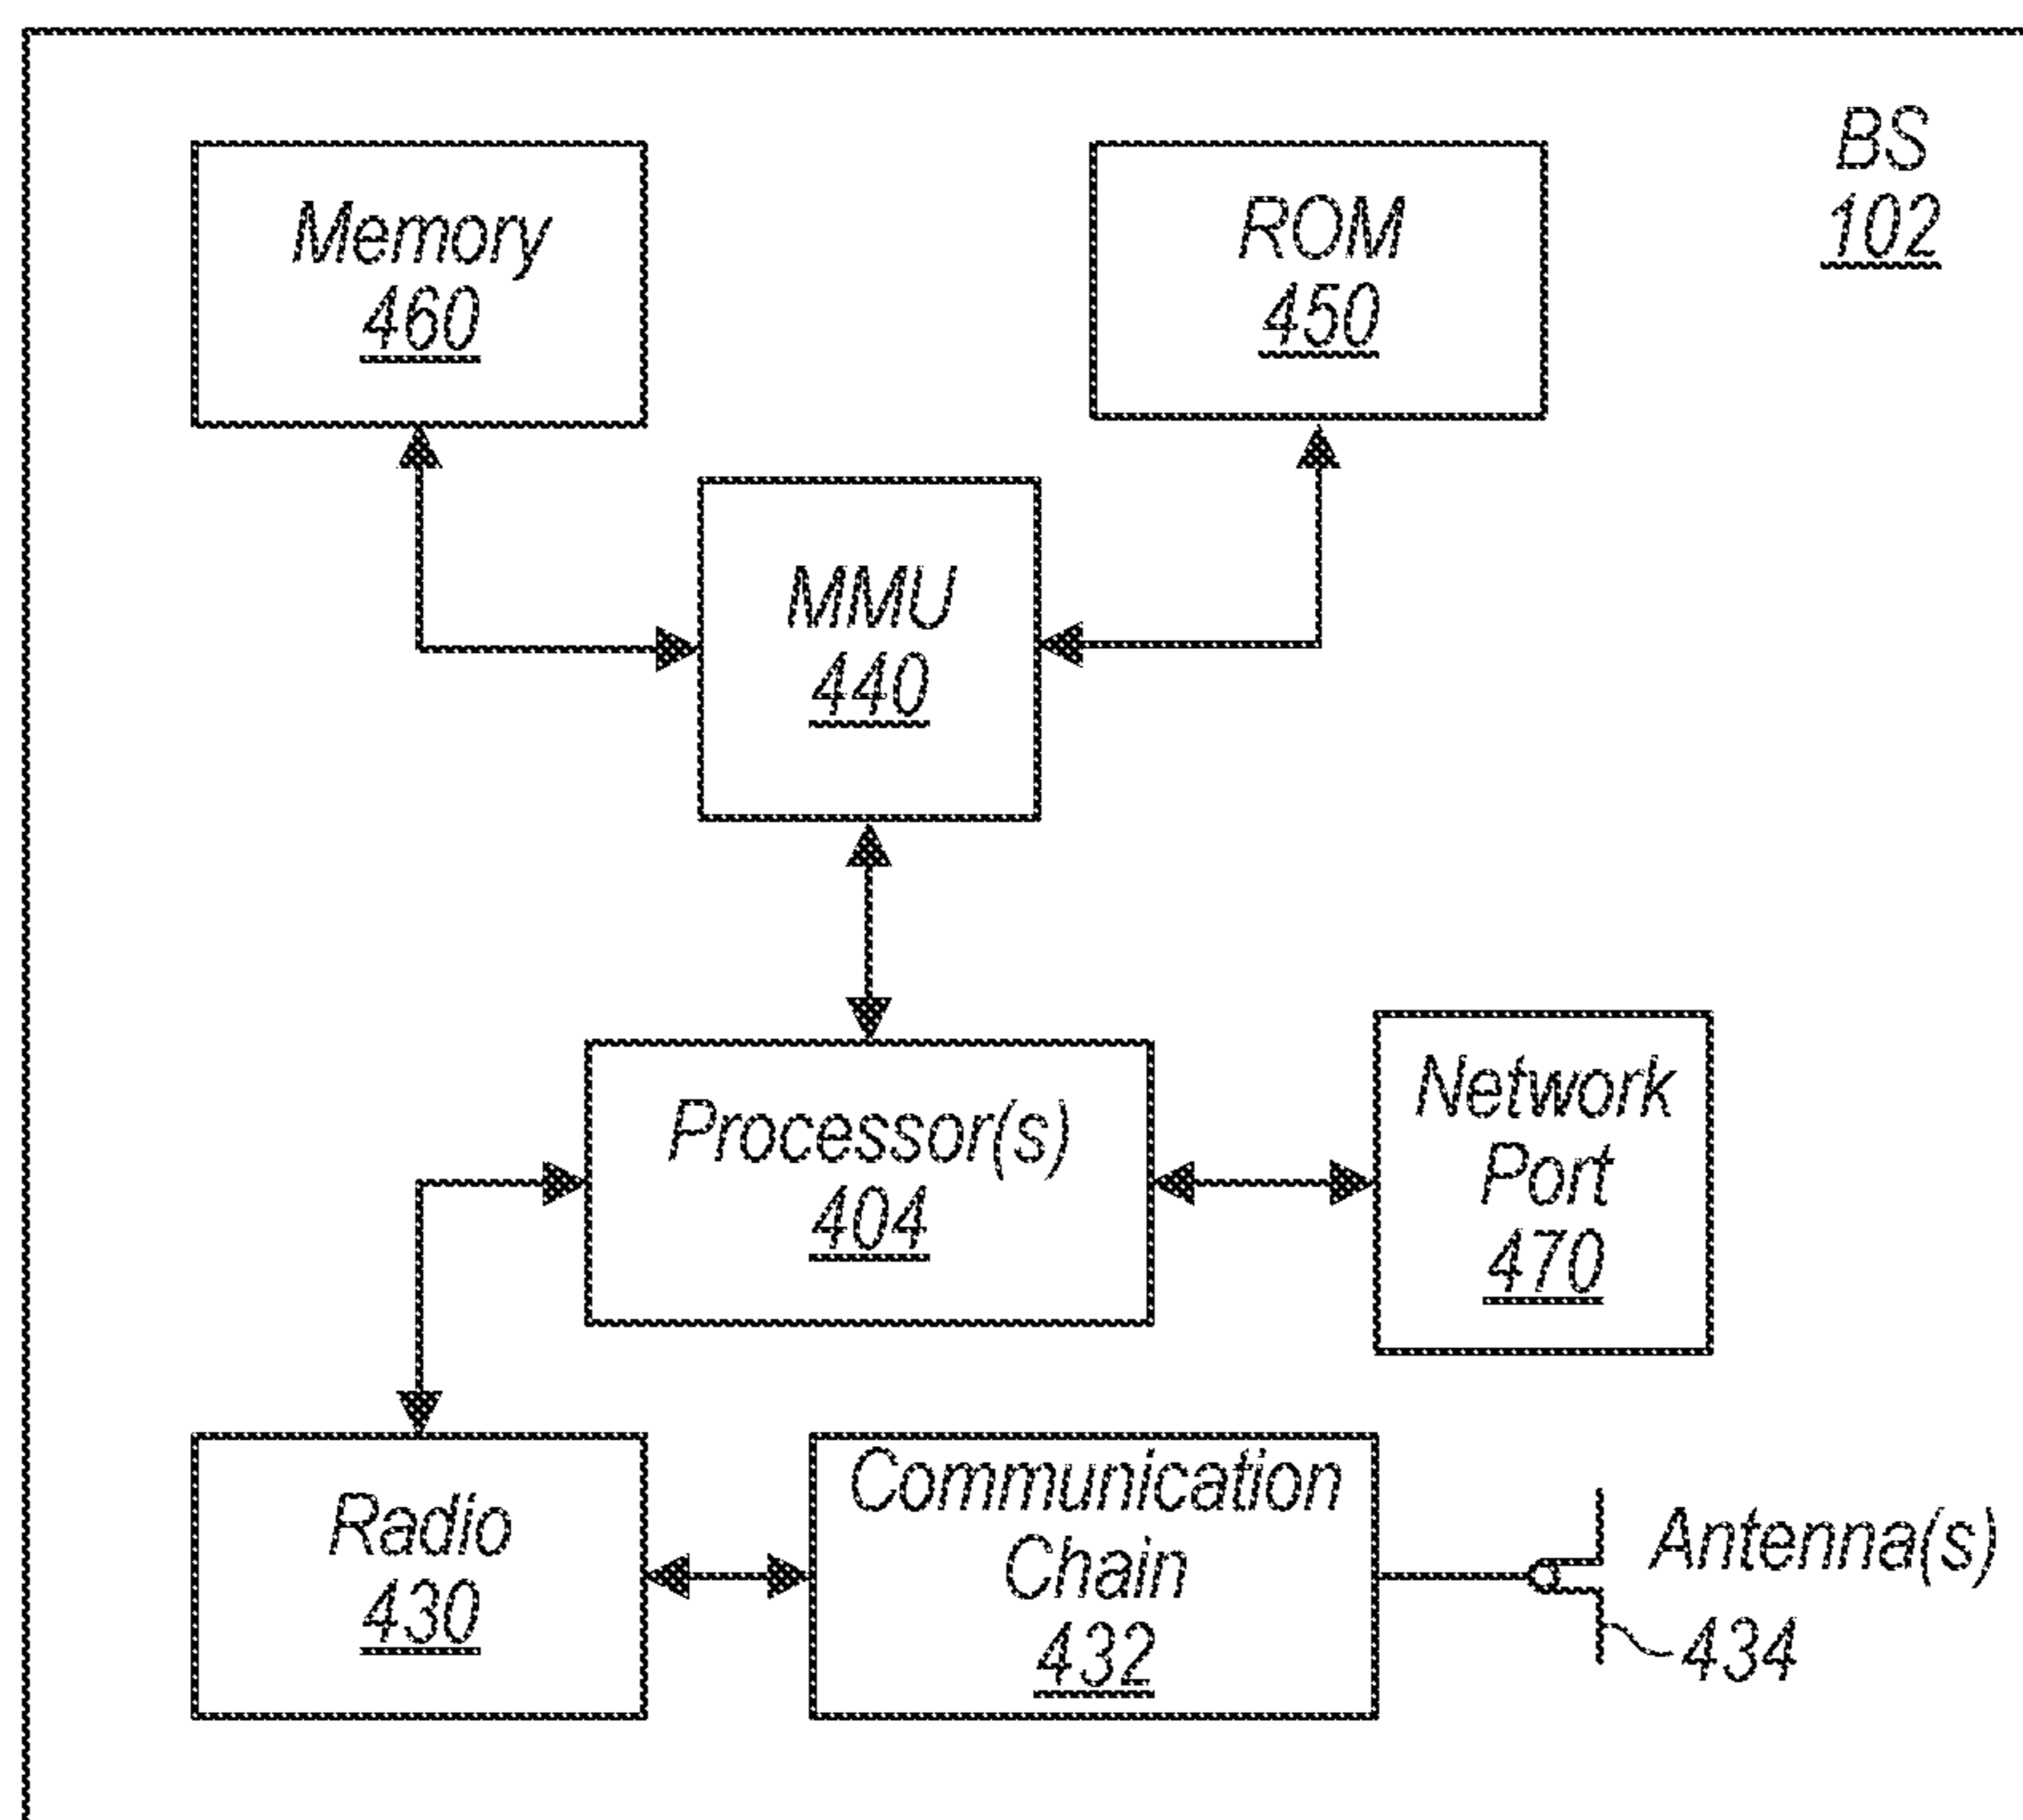 BS
102
Memory
460
ROM
450
MMU
440
Processor(s)
404
Network
Port
470
Radio
430
Communication
Chain
432
Antenna(s)
434